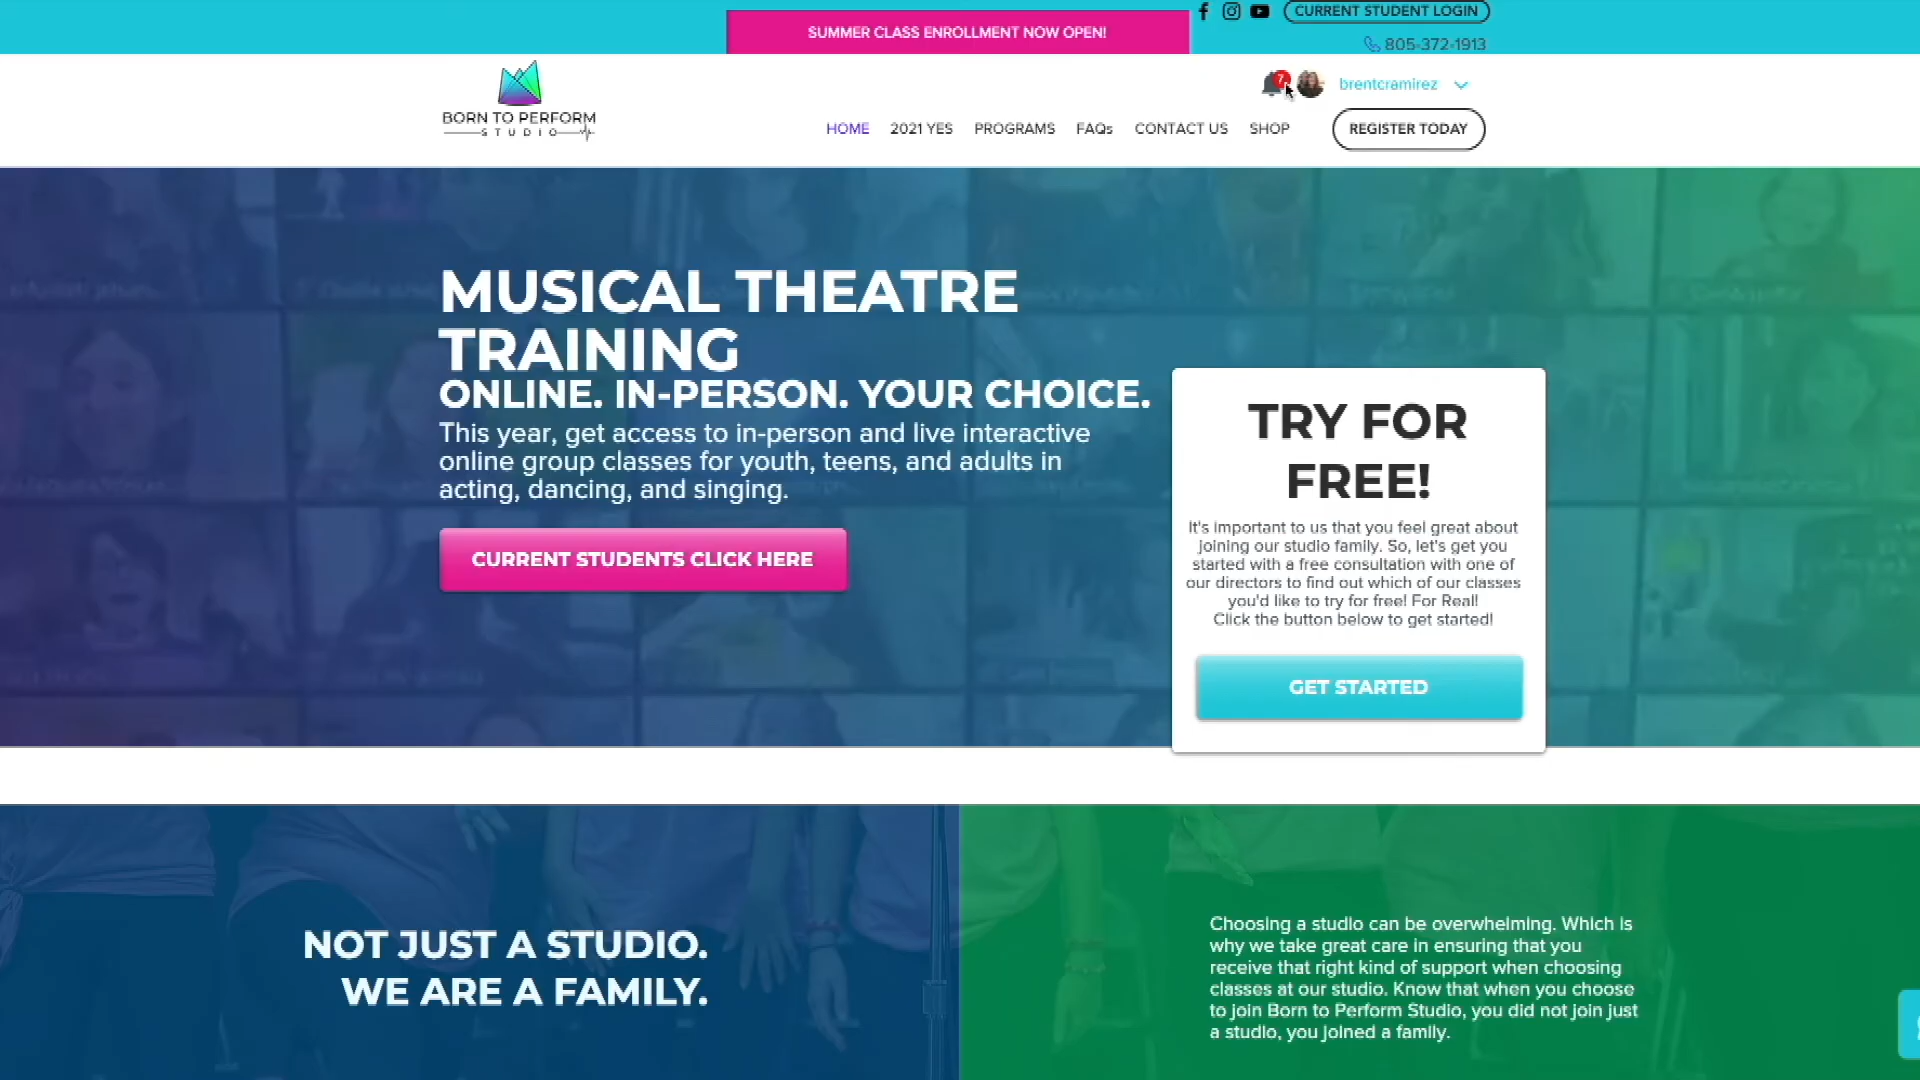 SUMMER CLASS ENROLLMENT NOW OPEN!
CURRENT STUDENT LOGIN
805-372-1913
7
brentcramirez
BORN TO PERFORM
STUDIO
HOME
2021 YES
PROGRAMS
FAQs
CONTACT US
SHOP
REGISTER TODAY
MUSICAL THEATRE
TRAINING
ONLINE. IN-PERSON. YOUR CHOICE.
This year, get access to in-person and live interactive
online group classes for youth, teens, and adults in
acting, dancing, and singing.
CURRENT STUDENTS CLICK HERE
TRY FOR
FREE!
It's important to us that you feel great about
joining our studio family. So, let's get you
started with a free consultation with one of
our directors to find out which of our classes
you'd like to try for free! For Real!
Click the button below to get started!
GET STARTED
NOT JUST A STUDIO.
WE ARE A FAMILY.
Choosing a studio can be overwhelming. Which is
why we take great care in ensuring that you
receive that right kind of support when choosing
classes at our studio. Know that when you choose
to join Born to Perform Studio, you did not join just
a studio, you joined a family.